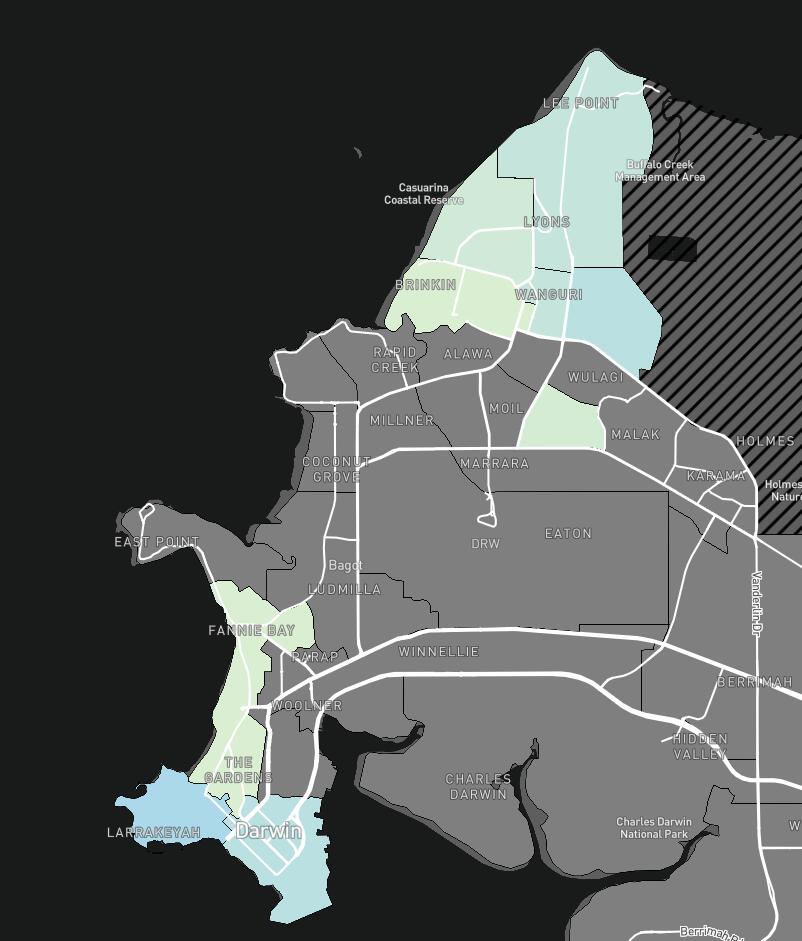 LEE POINT
Buffalo Creek
Management Area
Casuarina
Coastal Reserve
LYONS
BRINKIN
WANGURI
RAPID
CREEK
ALAWA
WULAGI
MOIL
MILLNER
MALAK
HOLMES
COCONUT
GROVE
MARRARA
KARAMA
Holmes
Nature
EAST POINT
DRW
EATON
Bagot
LUDMILLA
Vanderlin Dr
FANNIE BAY
PARAP
WINNELLIE
BERRIMAH
WOOLNER
HIDDEN
VALLEY
THE
GARDENS
CHARLES
DARWIN
LARRAKEYAH
Darwin
Charles Darwin
National Park
W
Berrimah Rd